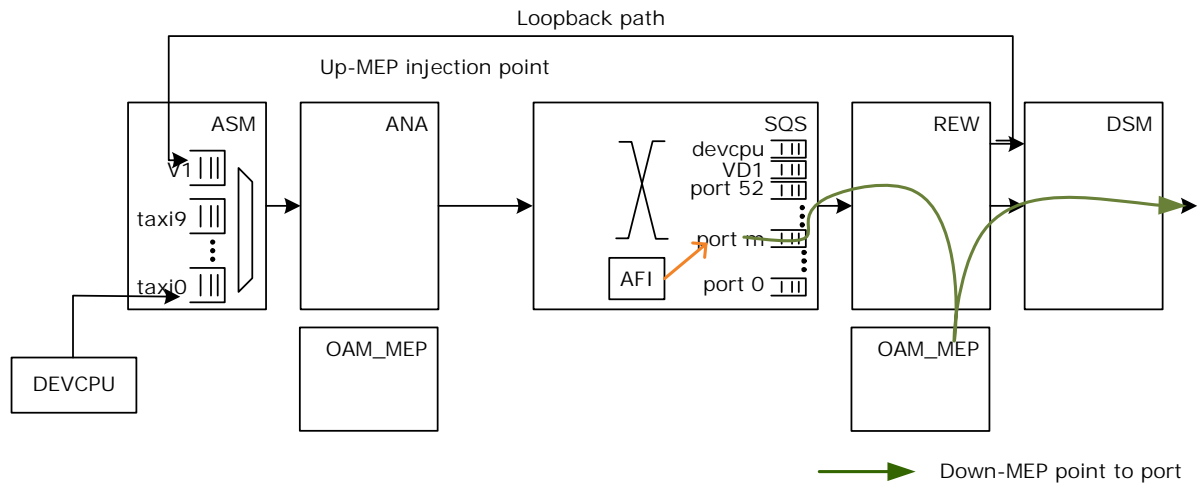 Loopback path
Up-MEP injection point
ASM
ANA
SQS
REW
DSM
V1
taxi9
taxi0
devcpu
VD1
port 52
port m
port 0
AFI
DEVCPU
OAM_MEP
OAM_MEP
Down-MEP point to port